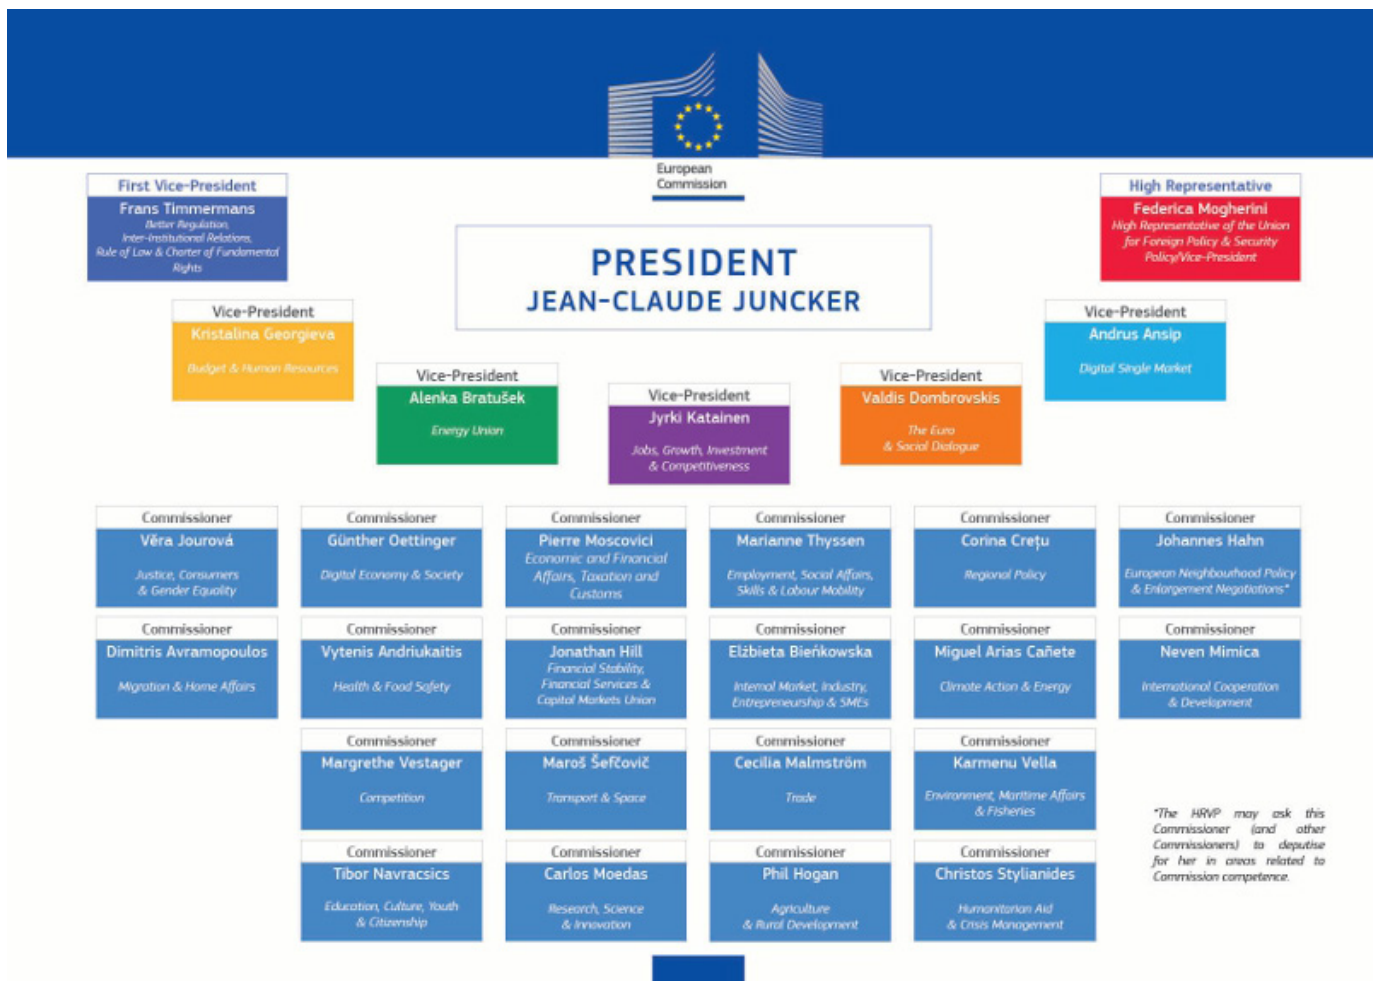 European
Commission
First Vice-President
Frans Timmermans
Better Regulation,
Inter-Institutional Relations,
Rule of Law & Charter of Fundamental
Rights
High Representative
Federica Mogherini
High Representative of the Union
for Foreign Policy & Security
Policy/Vice-President
PRESIDENT
JEAN-CLAUDE JUNCKER
Vice-President
Kristalina Georgieva
Budget & Human Resources
Vice-President
Andrus Ansip
Digital Single Market
Vice-President
Alenka Bratušek
Energy Union
Vice-President
Jyrki Katainen
Jobs, Growth, Investment
& Competitiveness
Vice-President
Valdis Dombrovskis
The Euro
& Social Dialogue
Commissioner
Věra Jourová
Justice, Consumers
& Gender Equality
Commissioner
Günther Oettinger
Digital Economy & Society
Commissioner
Pierre Moscovici
Economic and Financial
Affairs, Taxation and
Customs
Commissioner
Marianne Thyssen
Employment, Social Affairs,
Skills & Labour Mobility
Commissioner
Corina Crețu
Regional Policy
Commissioner
Johannes Hahn
European Neighbourhood Policy
& Enlargement Negotiations*
Commissioner
Dimitris Avramopoulos
Migration & Home Affairs
Commissioner
Vytenis Andriukaitis
Health & Food Safety
Commissioner
Jonathan Hill
Financial Stability,
Financial Services &
Capital Markets Union
Commissioner
Elżbieta Bieńkowska
Internal Market, Industry,
Entrepreneurship & SMEs
Commissioner
Miguel Arias Cañete
Climate Action & Energy
Commissioner
Neven Mimica
International Cooperation
& Development
Commissioner
Margrethe Vestager
Competition
Commissioner
Maroš Šefčovič
Transport & Space
Commissioner
Cecilia Malmström
Trade
Commissioner
Karmenu Vella
Environment, Maritime Affairs
& Fisheries
Commissioner
Tibor Navracsics
Education, Culture, Youth
& Citizenship
Commissioner
Carlos Moedas
Research, Science
& Innovation
Commissioner
Phil Hogan
Agriculture
& Rural Development
Commissioner
Christos Stylianides
Humanitarian Aid
& Crisis Management
*The HRVP may ask this
Commissioner (and other
Commissioners) to deputise
for her in areas related to
Commission competence.